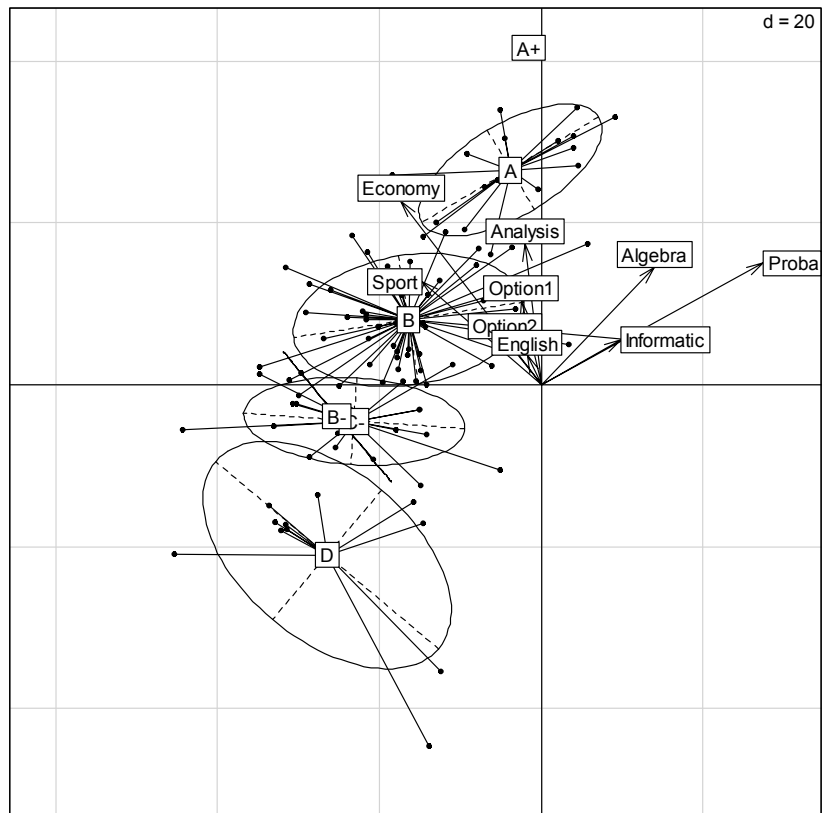 d = 20
A+
A
Economy
Analysis
Algebra
Proba
Sport
Option1
B
Option2
English
Informatic
B
D